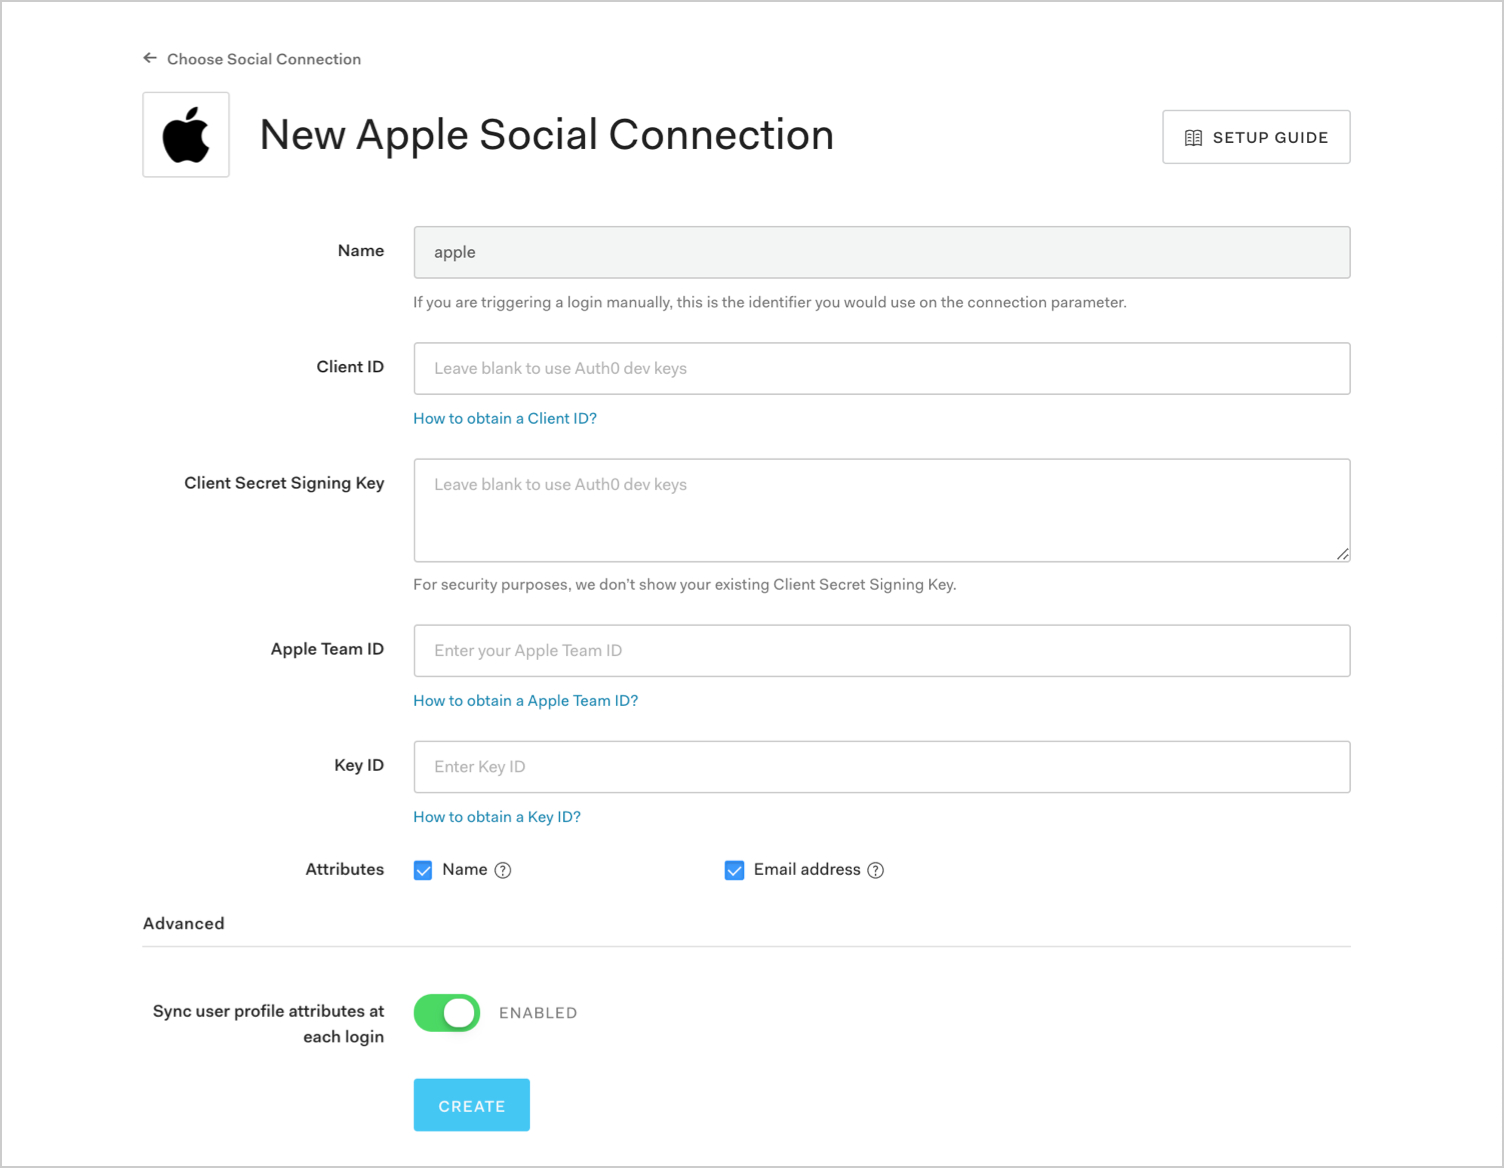 Choose Social Connection
New Apple Social Connection
SETUP GUIDE
Name
apple
If you are triggering a login manually, this is the identifier you would use on the connection parameter.
Client ID
Leave blank to use Auth0 dev keys
How to obtain a Client ID?
Client Secret Signing Key
Leave blank to use Auth0 dev keys
For security purposes, we don't show your existing Client Secret Signing Key.
Apple Team ID
Enter your Apple Team ID
How to obtain a Apple Team ID?
Key ID
Enter Key ID
How to obtain a Key ID?
Attributes
Name
Email address
Advanced
Sync user profile attributes at
each login
ENABLED
CREATE